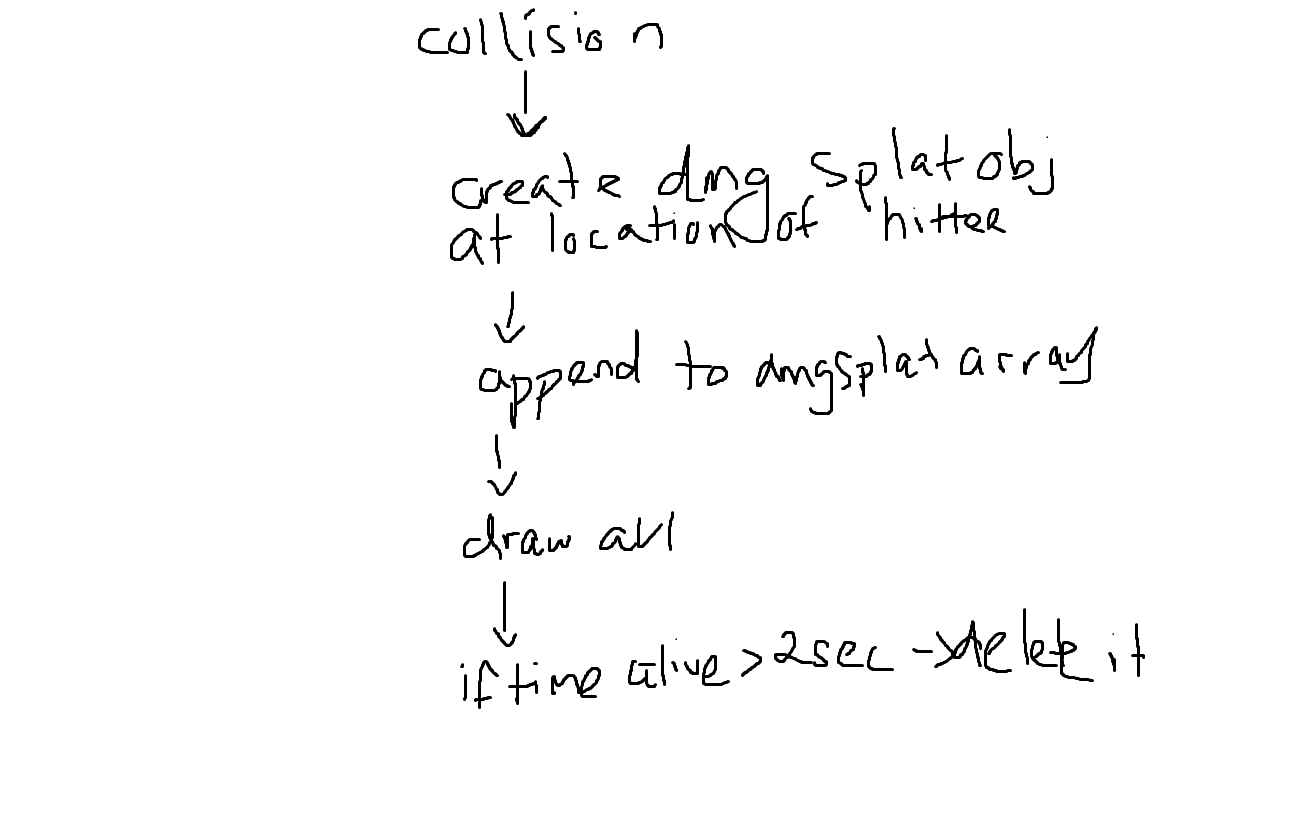 collision
create dmg splat obj
at location of hitter
append to dmgsplat array
draw all
if time alive > 2sec -> delete it